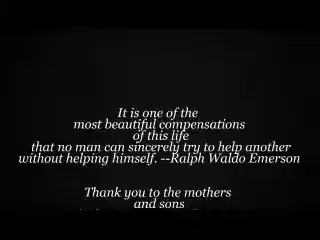 It is one of the
most beautiful compensations
of this life
that no man can sincerely try to help another
without helping himself. --Ralph Waldo Emerson
Thank you to the mothers
and sons